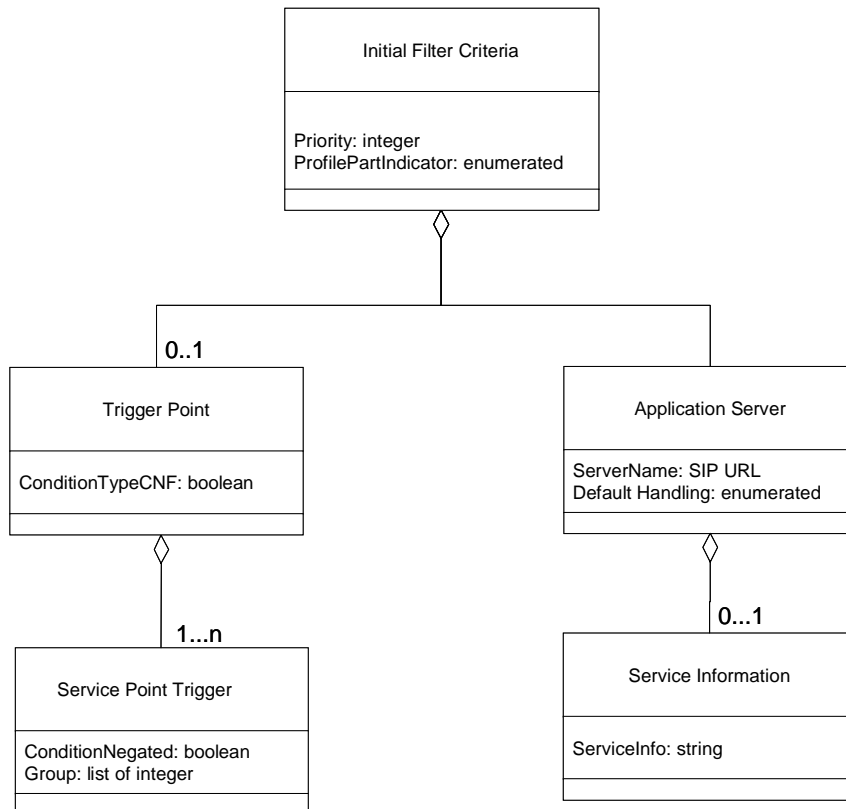 Initial Filter Criteria
Priority: integer
ProfilePartIndicator: enumerated
0..1
Trigger Point
ConditionTypeCNF: boolean
Application Server
ServerName: SIP URL
Default Handling: enumerated
1...n
0...1
Service Point Trigger
ConditionNegated: boolean
Group: list of integer
Service Information
ServiceInfo: string